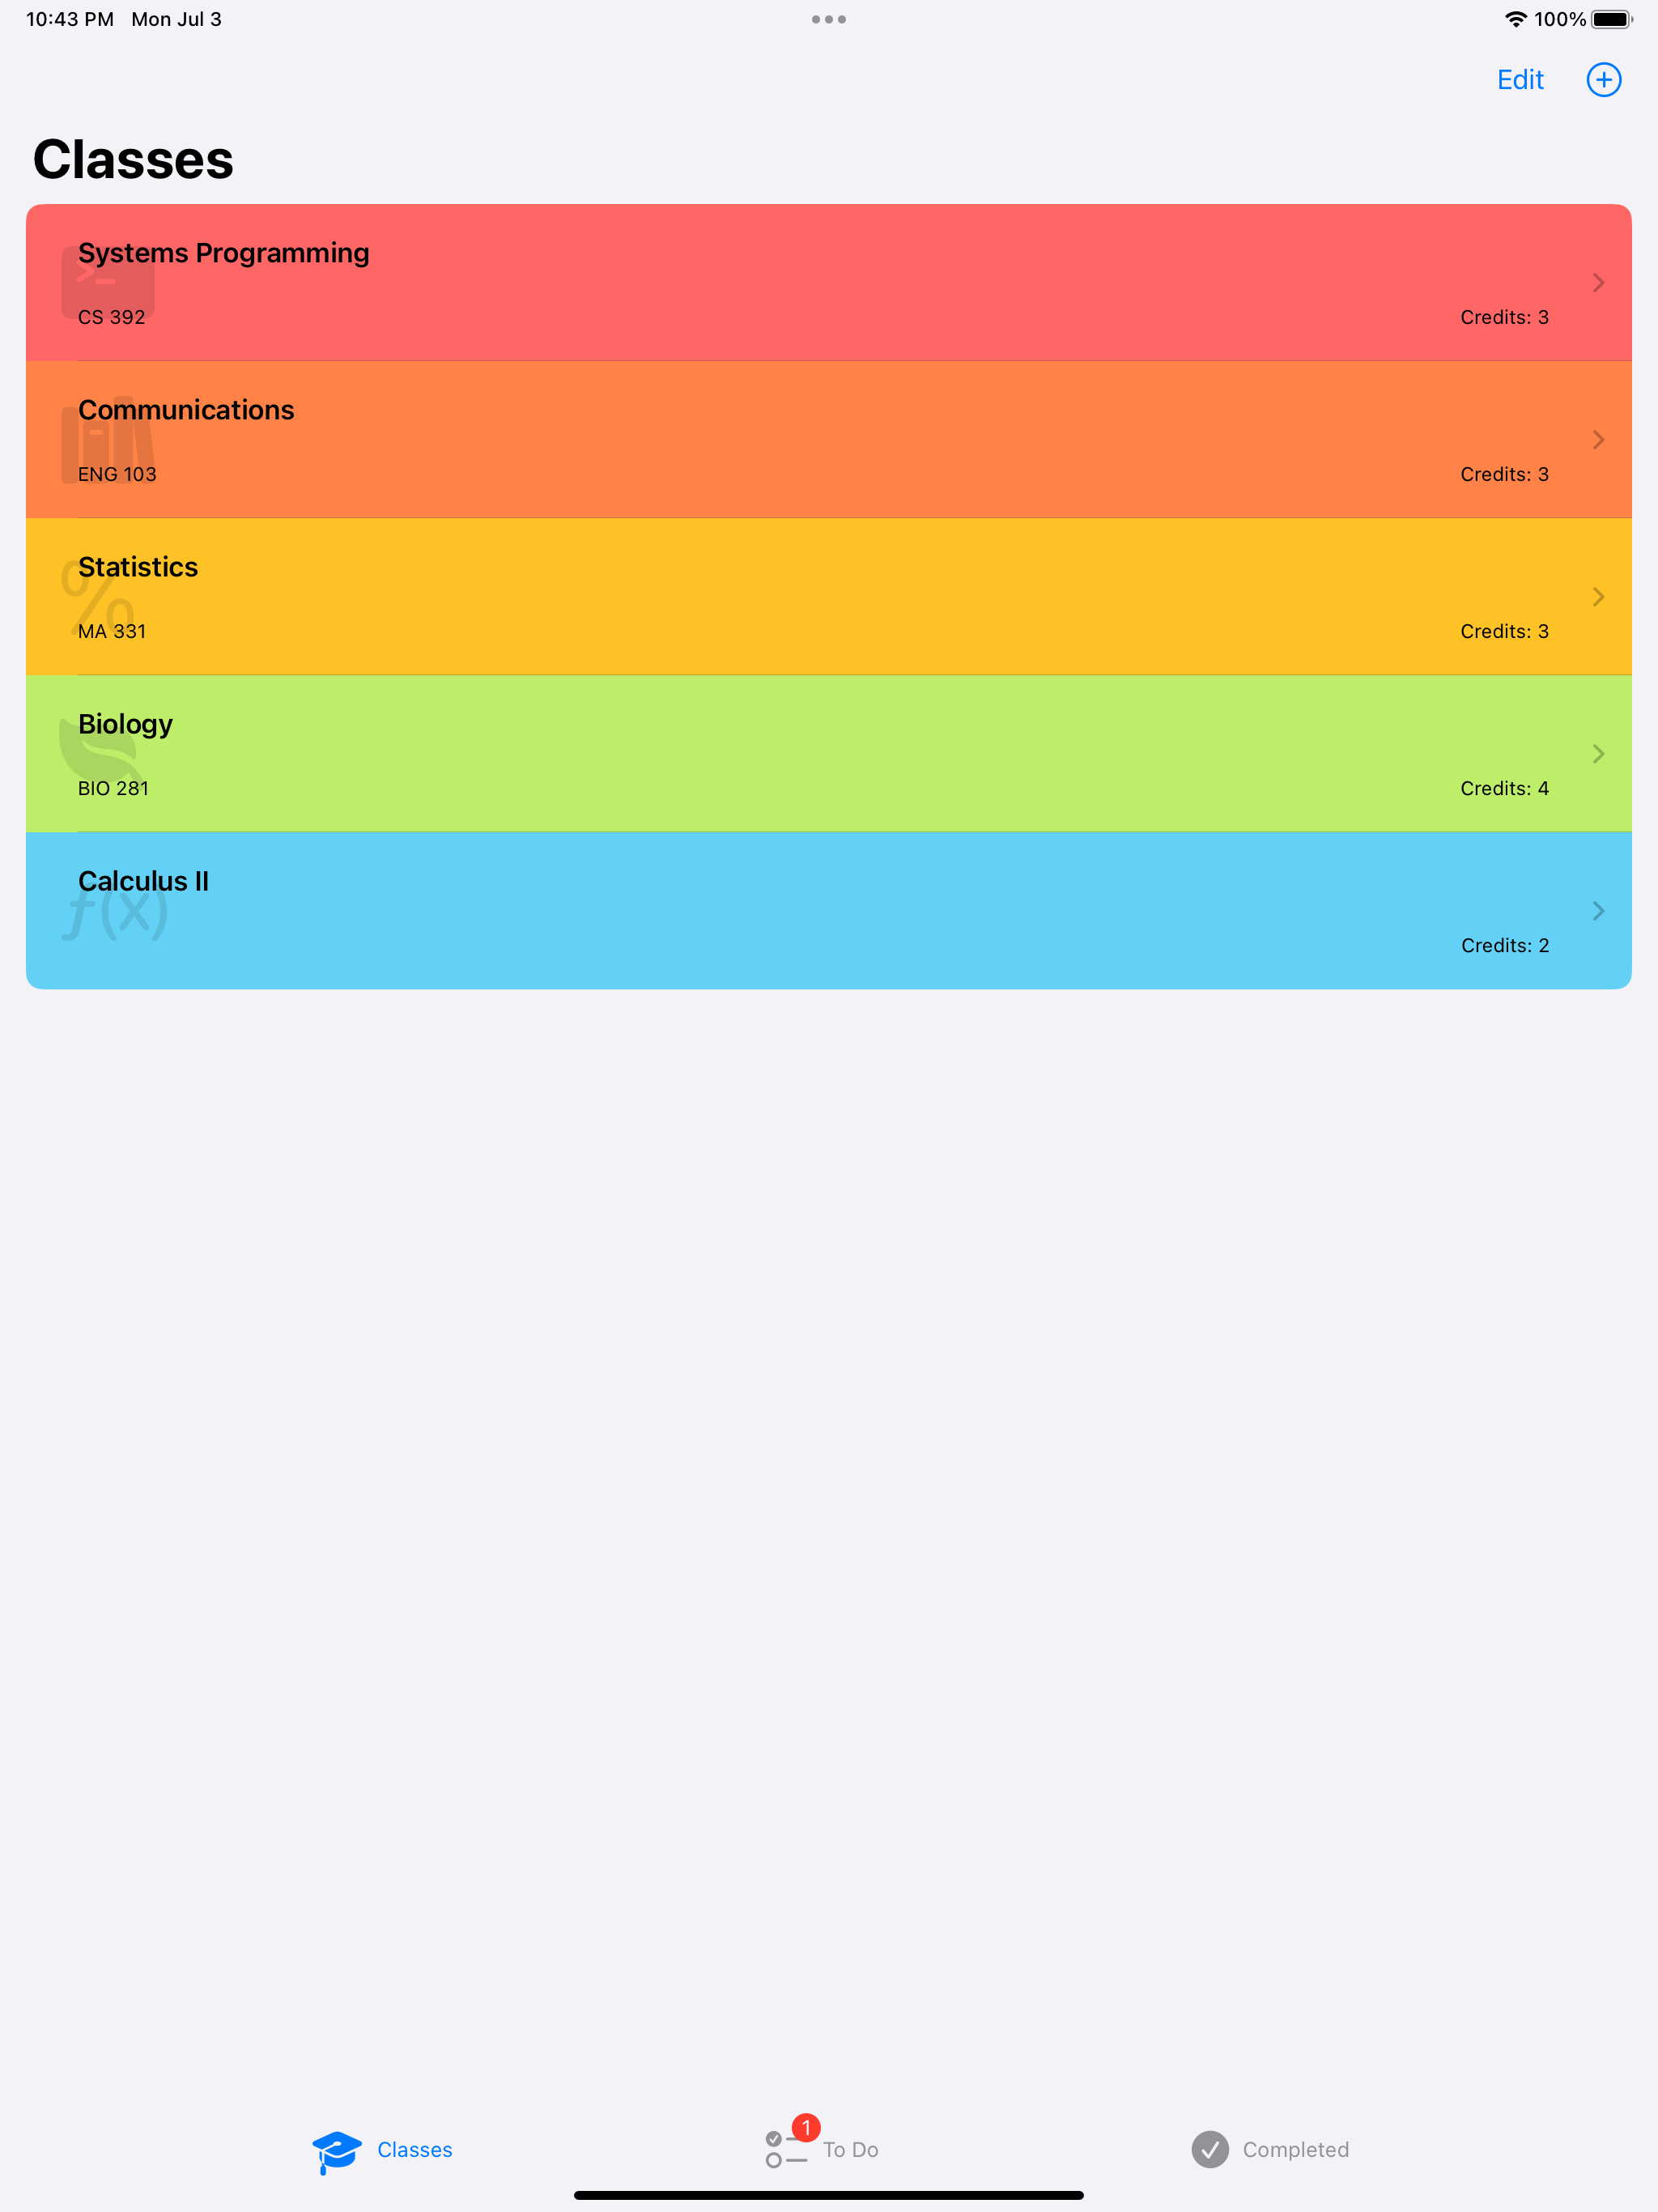 10:43 PM Mon Jul 3 100%
Edit
Classes
Systems Programming
CS 392 Credits: 3
Communications
ENG 103 Credits: 3
Statistics
%
MA 331 Credits: 3
Biology
BIO 281 Credits: 4
Calculus II
f(x)
Credits: 2
Classes 1 To Do Completed